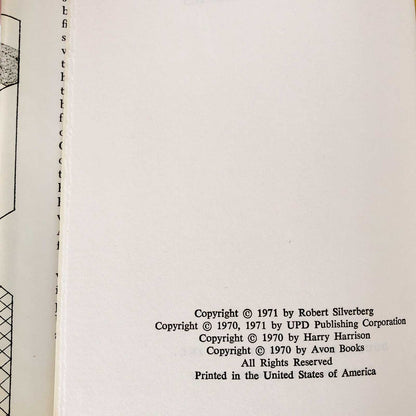 Copyright © 1971 by Robert Silverberg
Copyright © 1970, 1971 by UPD Publishing Corporation
Copyright © 1970 by Harry Harrison
Copyright © 1970 by Avon Books
All Rights Reserved
Printed in the United States of America